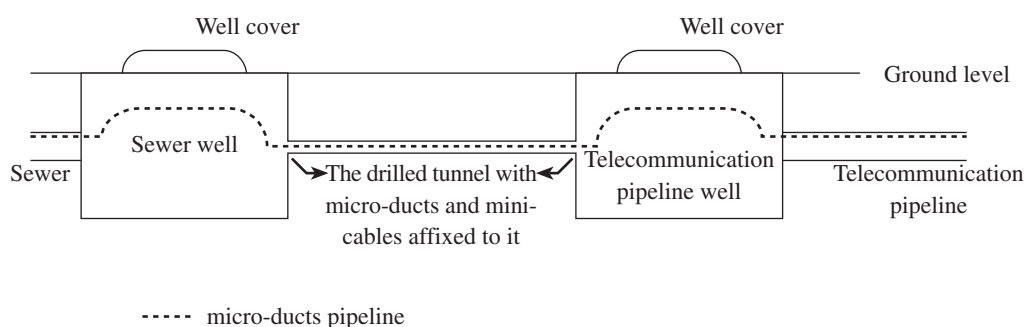 Well cover
Well cover
Ground level
Sewer well
Sewer
The drilled tunnel with
micro-ducts and mini-
cables affixed to it
Telecommunication
pipeline well
Telecommunication
pipeline
micro-ducts pipeline